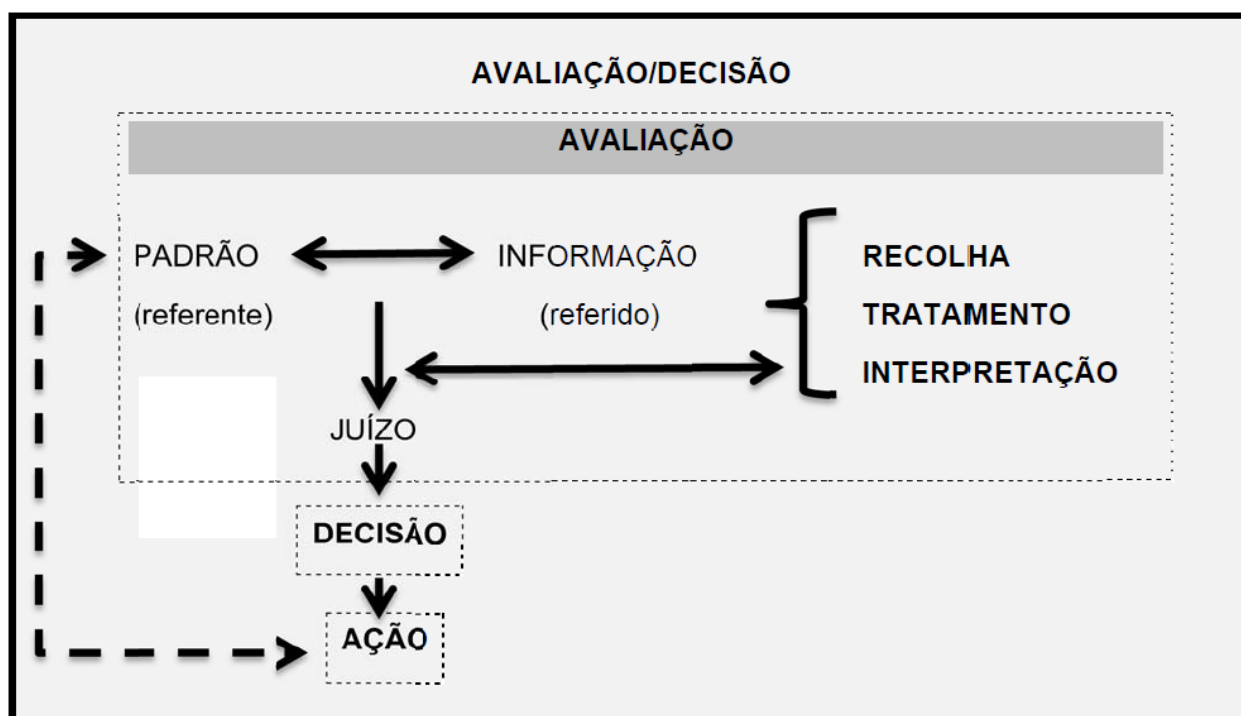 AVALIAÇÃO/DECISÃO
AVALIAÇÃO
PADRÃO
(referente)
INFORMAÇÃO
(referido)
RECOLHA
TRATAMENTO
INTERPRETAÇÃO
JUÍZO
DECISÃO
AÇÃO